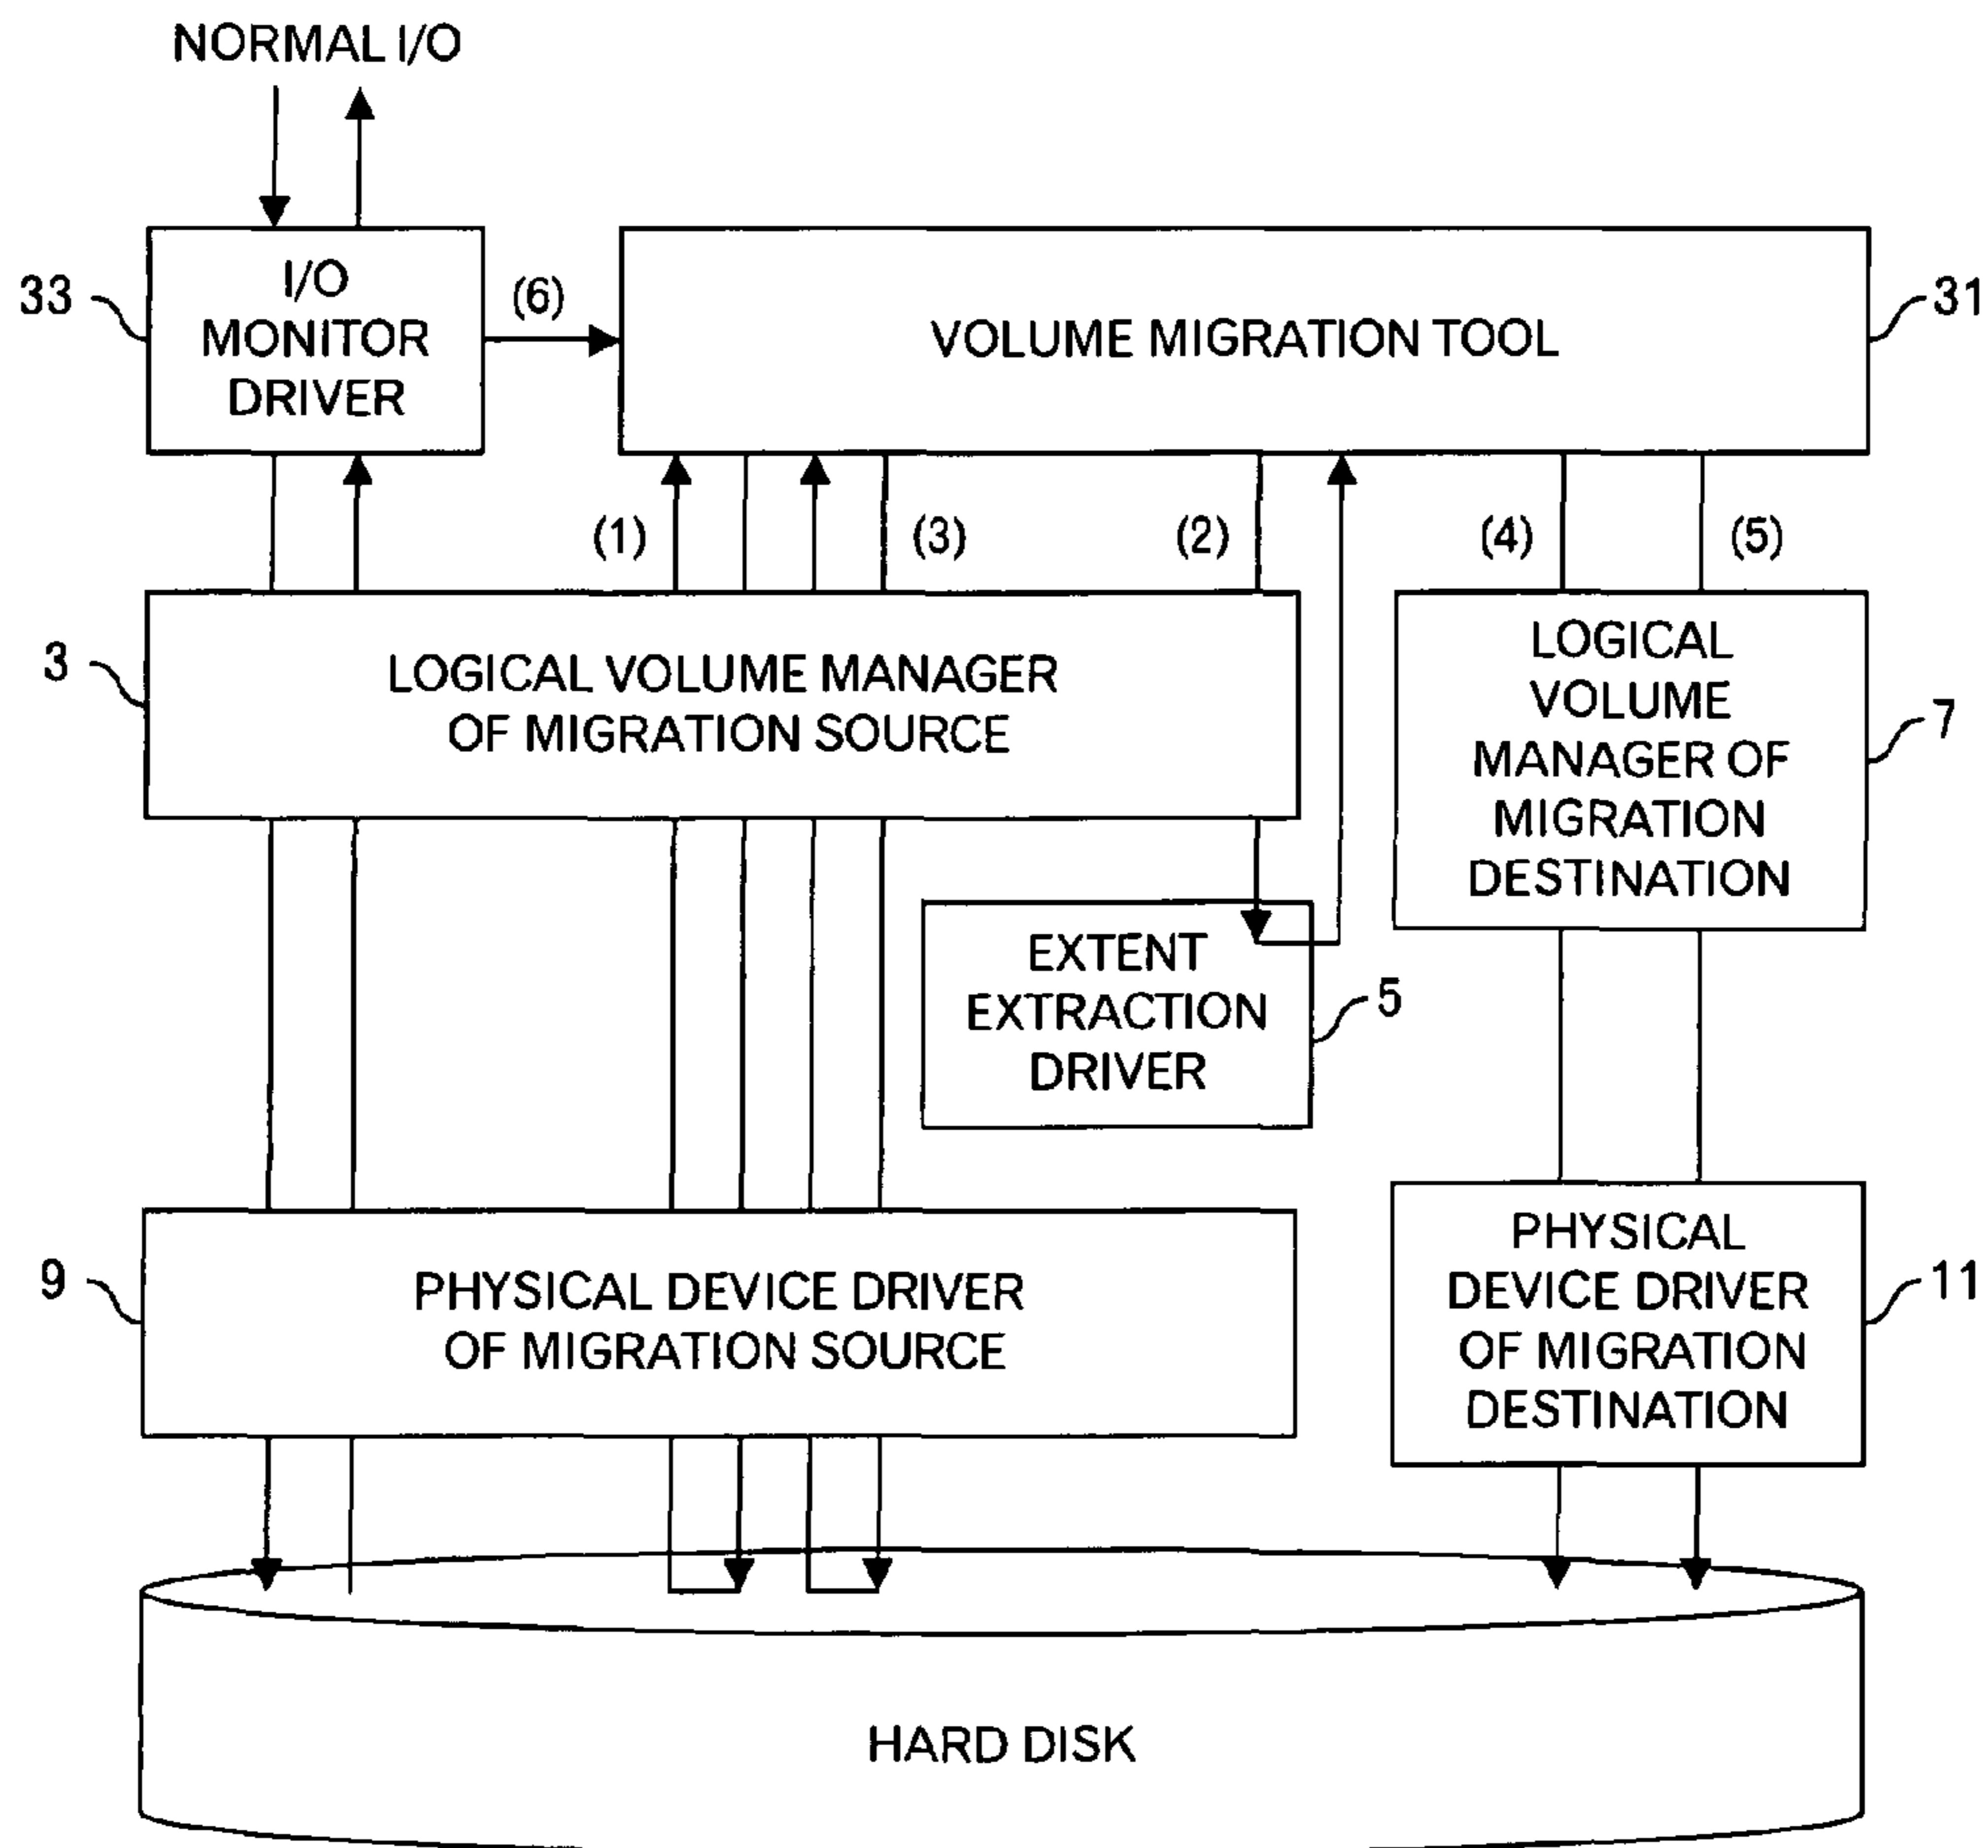 NORMAL I/O
33
I/O
MONITOR
DRIVER
(6)
VOLUME MIGRATION TOOL
31
(1)
(3)
(2)
(4)
(5)
3
LOGICAL VOLUME MANAGER
OF MIGRATION SOURCE
LOGICAL
VOLUME
MANAGER OF
MIGRATION
DESTINATION
7
EXTENT
EXTRACTION
DRIVER
5
9
PHYSICAL DEVICE DRIVER
OF MIGRATION SOURCE
PHYSICAL
DEVICE DRIVER
OF MIGRATION
DESTINATION
11
HARD DISK